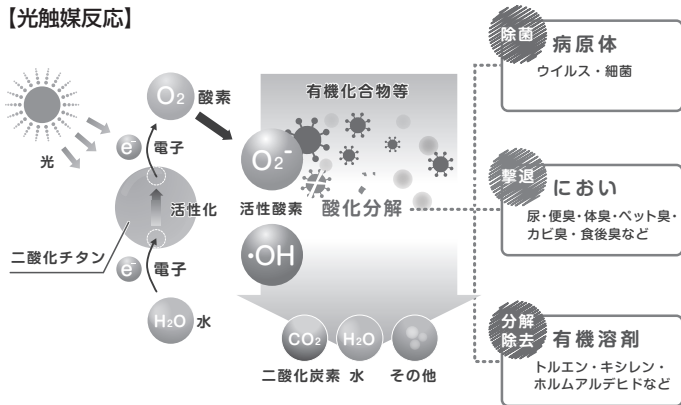 【光触媒反応】
光
O₂ 酸素
e⁻ 電子
活性化
二酸化チタン
e⁻ 電子
H₂O 水
有機化合物等
O₂⁻
活性酸素
酸化分解
・OH
CO₂
二酸化炭素
H₂O
水
その他
除菌
病原体
ウイルス・細菌
撃退
におい
尿・便臭・体臭・ペット臭・
カビ臭・食後臭など
分解
除去
有機溶剤
トルエン・キシレン・
ホルムアルデヒドなど